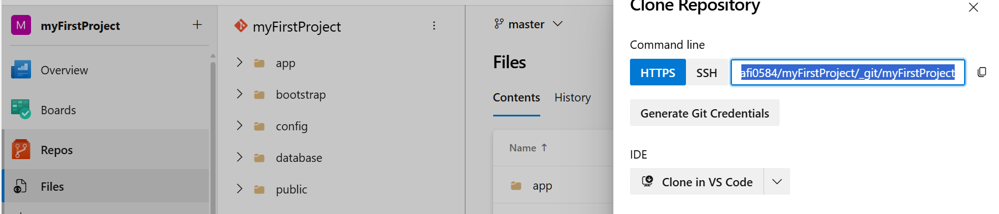 M myFirstProject
Overview
Boards
Repos
Files
myFirstProject
app
bootstrap
config
database
public
master
Files
Contents History
Name ↑
app
Clone Repository
Command line
HTTPS SSH afi0584/myFirstProject/_git/myFirstProject
Generate Git Credentials
IDE
Clone in VS Code